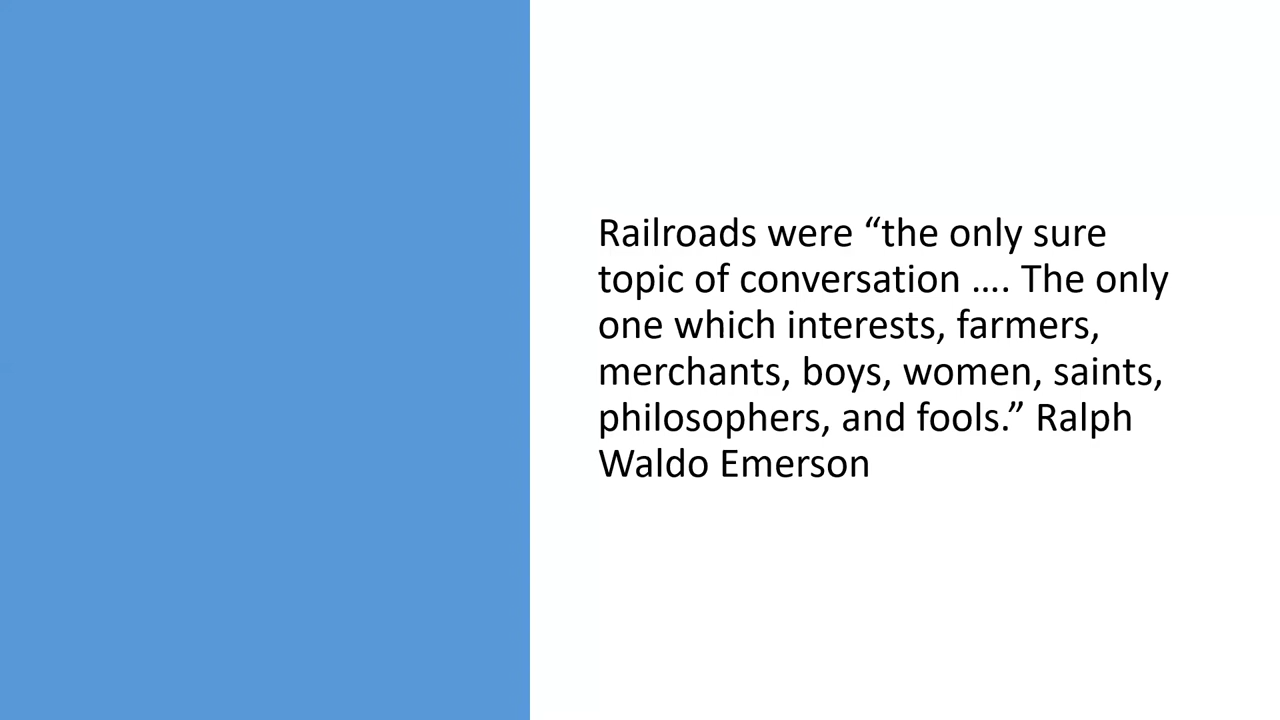 Railroads were “the only sure
topic of conversation …. The only
one which interests, farmers,
merchants, boys, women, saints,
philosophers, and fools.” Ralph
Waldo Emerson